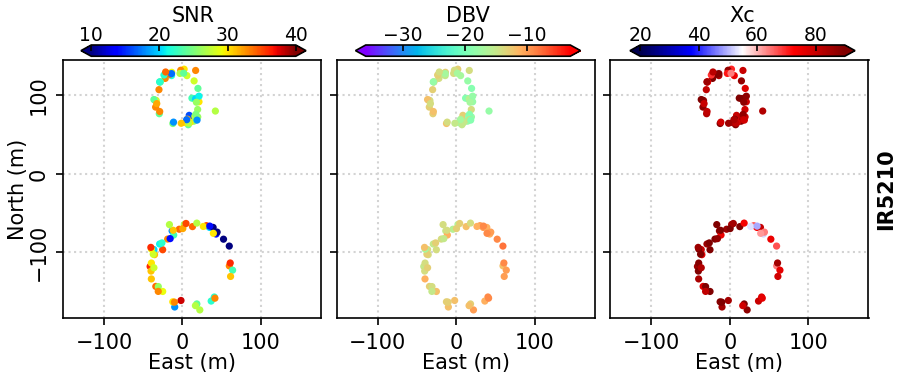 SNR DBV Xc
10 20 30 40 −30 −20 −10 20 40 60 80
100
0
−100
North (m)
IR5210
−100 0 100 −100 0 100 −100 0 100
East (m) East (m) East (m)